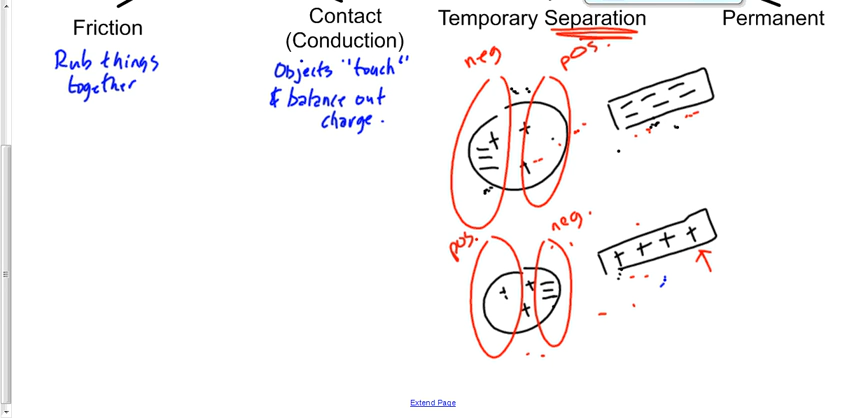 Friction
Contact
(Conduction)
Temporary Separation
Permanent
Rub things
together
Objects "touch"
& balance out
charge.
neg
pos.
pos.
neg.
Extend Page